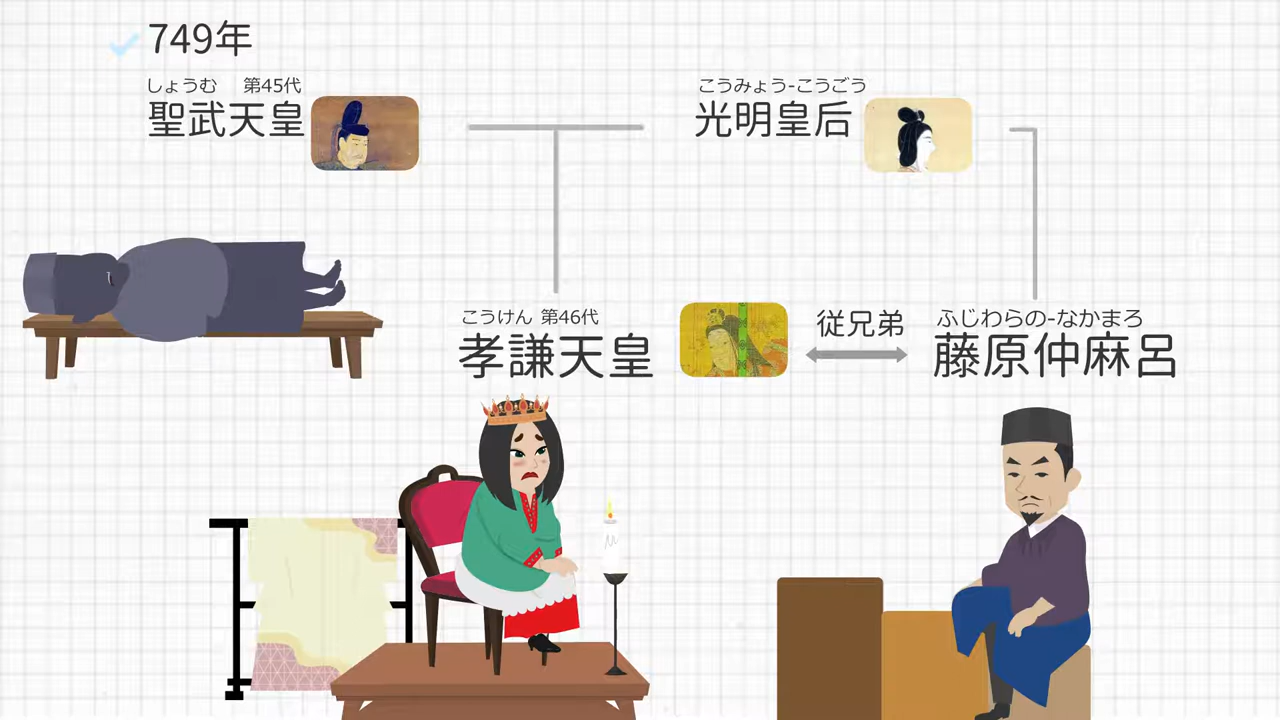 749年
しょうむ 第45代
聖武天皇
こうみょう-こうごう
光明皇后
こうけん 第46代
孝謙天皇
従兄弟
ふじわらの-なかまろ
藤原仲麻呂